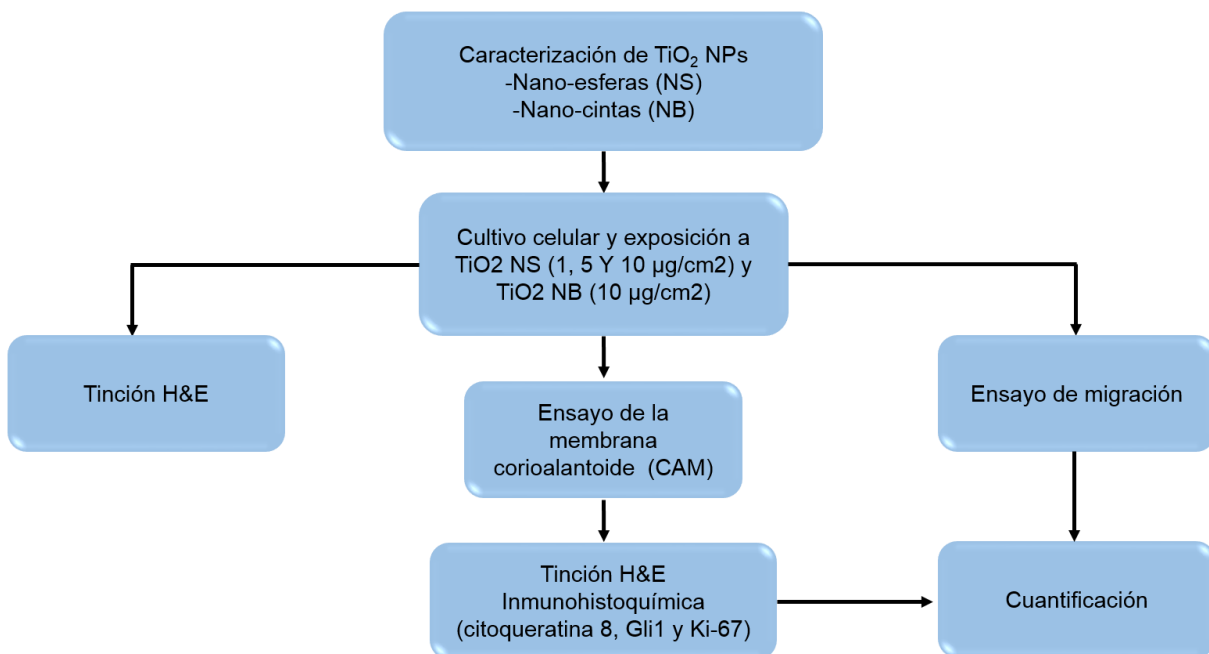 Caracterización de TiO₂ NPs
-Nano-esferas (NS)
-Nano-cintas (NB)
Cultivo celular y exposición a
TiO2 NS (1, 5 Y 10 µg/cm2) y
TiO2 NB (10 µg/cm2)
Tinción H&E
Ensayo de la
membrana
corioalantoide (CAM)
Ensayo de migración
Tinción H&E
Inmunohistoquímica
(citoqueratina 8, Gli1 y Ki-67)
Cuantificación